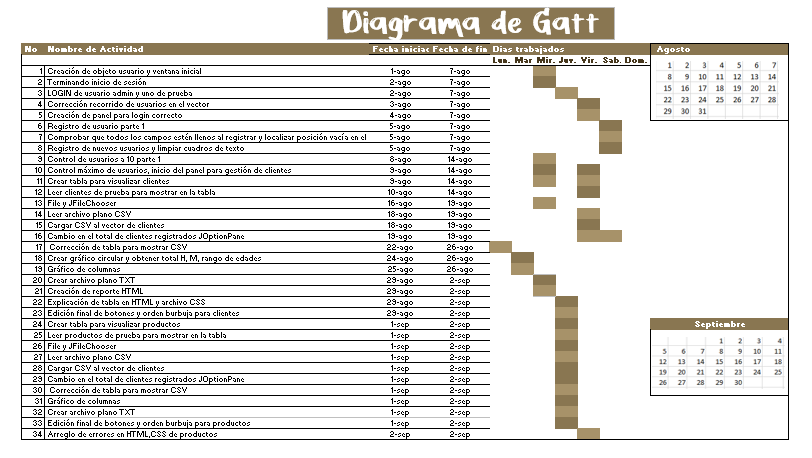 Diagrama de Gatt
No Nombre de Actividad Fecha iniciac Fecha de fin Dias trabajados Agosto
Lun. Mar Mir. Juv. Vir. Sab. Dom.
1 2 3 4 5 6 7
8 9 10 11 12 13 14
15 16 17 18 19 20 21
22 23 24 25 26 27 28
29 30 31
1 Creación de objeto usuario y ventana inicial 1-ago 7-ago
2 Terminando inicio de sesión 2-ago 7-ago
3 LOGIN de usuario admin y uno de prueba 2-ago 7-ago
4 Corrección recorrido de usuarios en el vector 3-ago 7-ago
5 Creación de panel para login correcto 4-ago 7-ago
6 Registro de usuario parte 1 5-ago 7-ago
7 Comprobar que todos los campos estén llenos al registrar y localizar posición vacía en el 5-ago 7-ago
8 Registro de nuevos usuarios y limpiar cuadros de texto 5-ago 7-ago
9 Control de usuarios a 10 parte 1 8-ago 14-ago
10 Control máximo de usuarios, inicio del panel para gestión de clientes 9-ago 14-ago
11 Crear tabla para visualizar clientes 9-ago 14-ago
12 Leer clientes de prueba para mostrar en la tabla 10-ago 14-ago
13 File y JFileChooser 16-ago 19-ago
14 Leer archivo plano CSV 18-ago 19-ago
15 Cargar CSV al vector de clientes 18-ago 19-ago
16 Cambio en el total de clientes registrados JOptionPane 18-ago 19-ago
17 Corrección de tabla para mostrar CSV 22-ago 26-ago
18 Crear gráfico circular y obtener total H, M, rango de edades 24-ago 26-ago
19 Gráfico de columnas 25-ago 26-ago
20 Crear archivo plano TXT 29-ago 2-sep
21 Creación de reporte HTML 29-ago 2-sep
22 Explicación de tabla en HTML y archivo CSS 29-ago 2-sep
23 Edición final de botones y orden burbuja para clientes 29-ago 2-sep
24 Crear tabla para visualizar productos 1-sep 2-sep
25 Leer productos de prueba para mostrar en la tabla 1-sep 2-sep
26 File y JFileChooser 1-sep 2-sep
27 Leer archivo plano CSV 1-sep 2-sep
28 Cargar CSV al vector de clientes 1-sep 2-sep
29 Cambio en el total de clientes registrados JOptionPane 1-sep 2-sep
30 Corrección de tabla para mostrar CSV 1-sep 2-sep
31 Gráfico de columnas 1-sep 2-sep
32 Crear archivo plano TXT 1-sep 2-sep
33 Edición final de botones y orden burbuja para productos 1-sep 2-sep
34 Arreglo de errores en HTML,CSS de productos 2-sep 2-sep
Septiembre
1 2 3 4
5 6 7 8 9 10 11
12 13 14 15 16 17 18
19 20 21 22 23 24 25
26 27 28 29 30